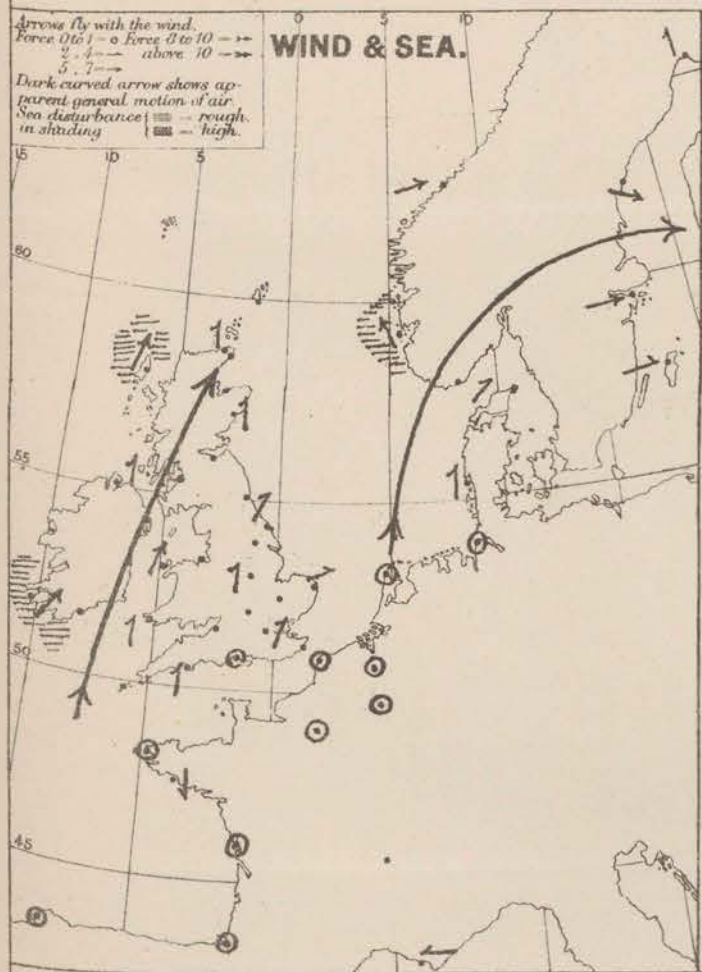 Arrows fly with the wind.
Force 0 to 1 — o Force 8 to 10 —
2 „ 4 — above 10 —
5 „ 7 —
Dark curved arrow shows ap-
parent general motion of air
Sea disturbance { — rough.
in shading — high.
WIND & SEA.
15 10 5 0 5 10
60
55
50
45